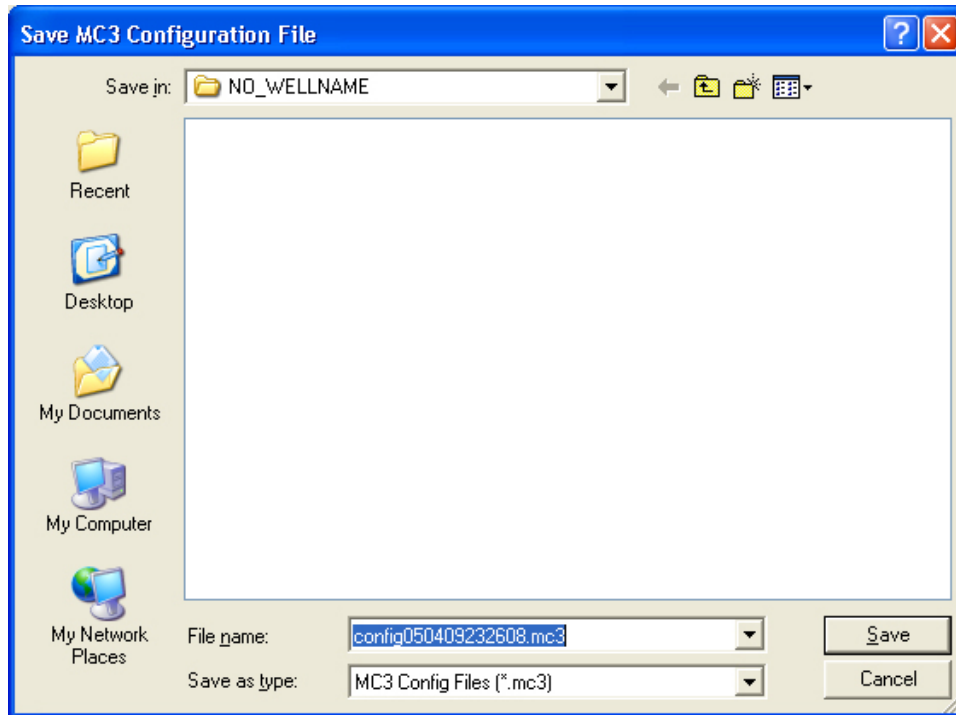 Save MC3 Configuration File
Save in: NO_WELLNAME
Recent
Desktop
My Documents
My Computer
My Network
Places
File name: config050409232608.mc3 Save
Save as type: MC3 Config Files (*.mc3) Cancel